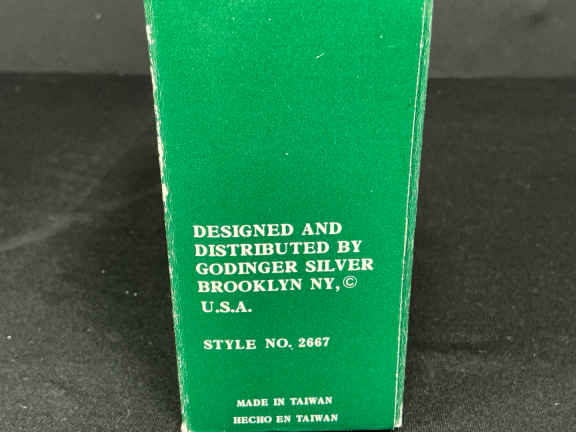 DESIGNED AND
DISTRIBUTED BY
GODINGER SILVER
BROOKLYN NY, ©
U.S.A.
STYLE NO. 2667
MADE IN TAIWAN
HECHO EN TAIWAN